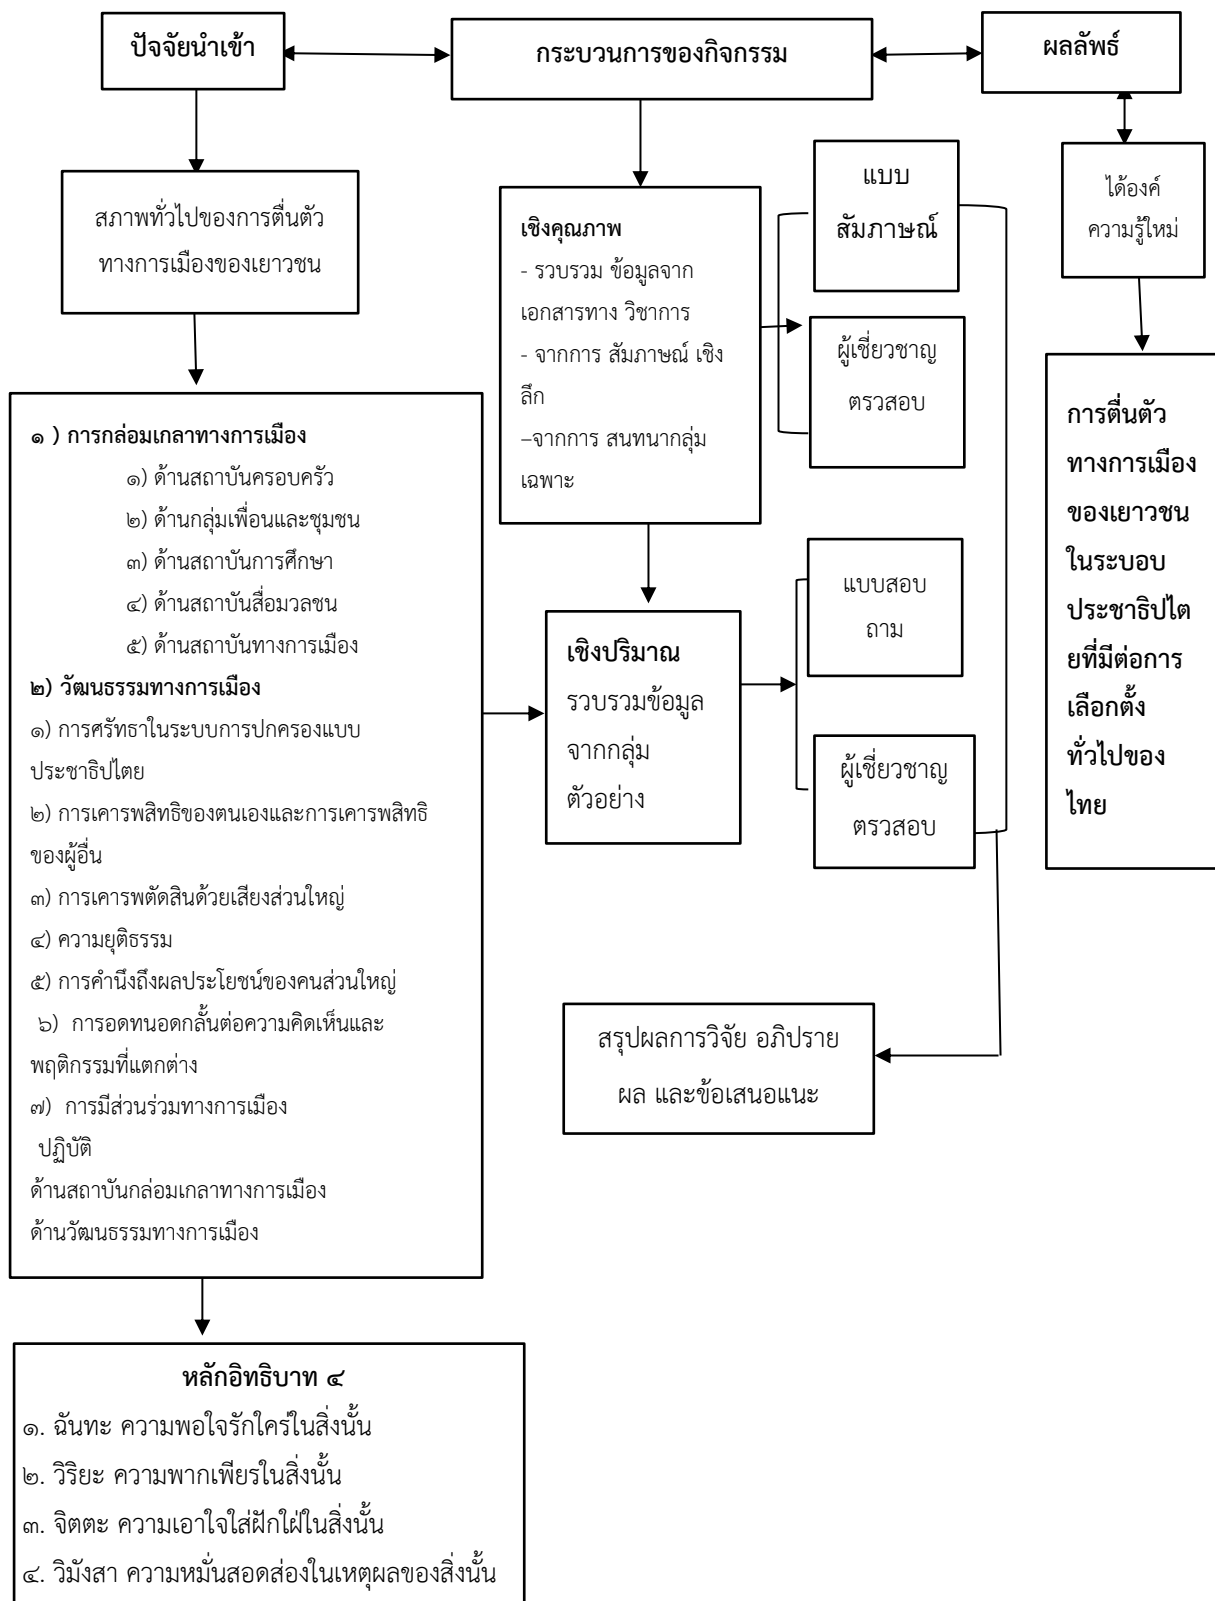 ปัจจัยนำเข้า
กระบวนการของกิจกรรม
ผลลัพธ์
สภาพทั่วไปของการตื่นตัว
ทางการเมืองของเยาวชน
๑ ) การกล่อมเกลาทางการเมือง
๑) ด้านสถาบันครอบครัว
๒) ด้านกลุ่มเพื่อนและชุมชน
๓) ด้านสถาบันการศึกษา
๔) ด้านสถาบันสื่อมวลชน
๕) ด้านสถาบันทางการเมือง
๒) วัฒนธรรมทางการเมือง
๑) การศรัทธาในระบบการปกครองแบบ
ประชาธิปไตย
๒) การเคารพสิทธิของตนเองและการเคารพสิทธิ
ของผู้อื่น
๓) การเคารพตัดสินด้วยเสียงส่วนใหญ่
๔) ความยุติธรรม
๕) การคำนึงถึงผลประโยชน์ของคนส่วนใหญ่
๖) การอดทนอดกลั้นต่อความคิดเห็นและ
พฤติกรรมที่แตกต่าง
๗) การมีส่วนร่วมทางการเมือง
ปฏิบัติ
ด้านสถาบันกล่อมเกลาทางการเมือง
ด้านวัฒนธรรมทางการเมือง
หลักอิทธิบาท ๔
๑. ฉันทะ ความพอใจรักใคร่ในสิ่งนั้น
๒. วิริยะ ความพากเพียรในสิ่งนั้น
๓. จิตตะ ความเอาใจใส่ฝักใฝ่ในสิ่งนั้น
๔. วิมังสา ความหมั่นสอดส่องในเหตุผลของสิ่งนั้น
เชิงคุณภาพ
- รวบรวม ข้อมูลจาก
เอกสารทาง วิชาการ
- จากการ สัมภาษณ์ เชิง
ลึก
–จากการ สนทนากลุ่ม
เฉพาะ
แบบ
สัมภาษณ์
ผู้เชี่ยวชาญ
ตรวสอบ
เชิงปริมาณ
รวบรวมข้อมูล
จากกลุ่ม
ตัวอย่าง
แบบสอบ
ถาม
ผู้เชี่ยวชาญ
ตรวสอบ
สรุปผลการวิจัย อภิปราย
ผล และข้อเสนอแนะ
ได้องค์
ความรู้ใหม่
การตื่นตัว
ทางการเมือง
ของเยาวชน
ในระบอบ
ประชาธิปไต
ยที่มีต่อการ
เลือกตั้ง
ทั่วไปของ
ไทย